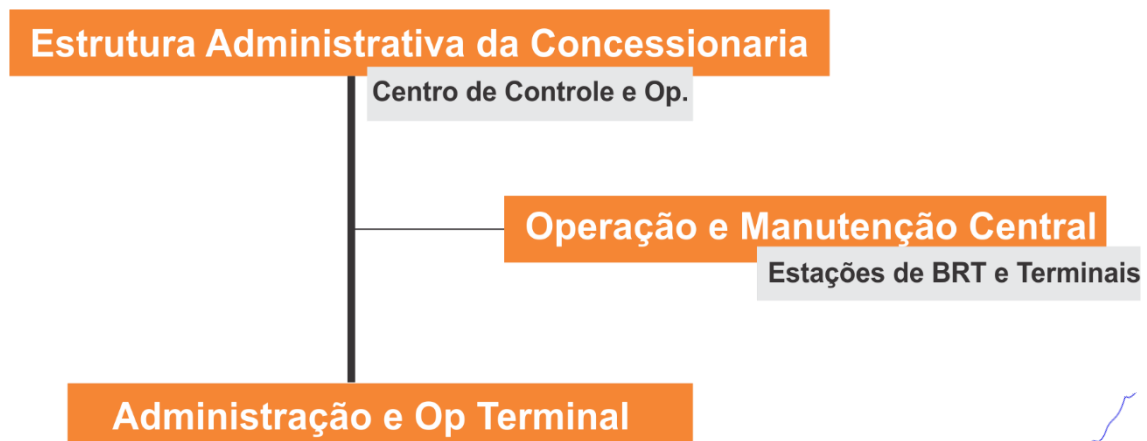 Estrutura Administrativa da Concessionaria
Centro de Controle e Op.
Operação e Manutenção Central
Estações de BRT e Terminais
Administração e Op Terminal